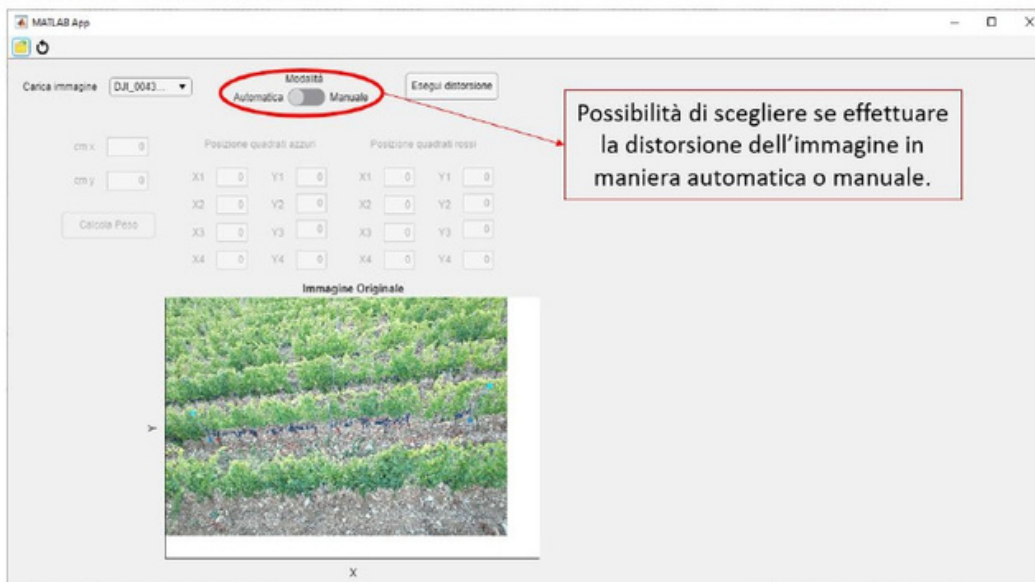 MATLAB App
Carica immagine DJI_0043...
Modalità
Automatica Manuale
Esegui distorsione
Possibilità di scegliere se effettuare
la distorsione dell’immagine in
maniera automatica o manuale.
cm x 0
cm y 0
Calcola Peso
Posizione quadrati azzuri Posizione quadrati rossi
X1 0 Y1 0 X1 0 Y1 0
X2 0 Y2 0 X2 0 Y2 0
X3 0 Y3 0 X3 0 Y3 0
X4 0 Y4 0 X4 0 Y4 0
Immagine Originale
Y
X